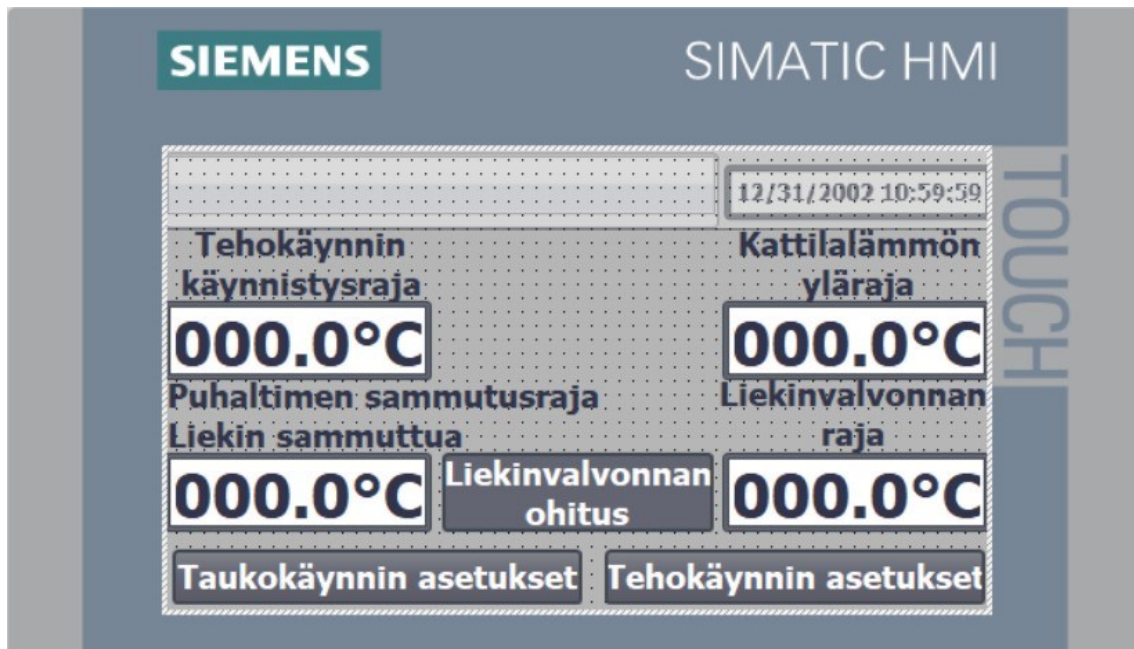 SIEMENS
SIMATIC HMI
TOUCH
12/31/2002 10:59:59
Tehokäynnin
käynnistysraja
000.0°C
Kattilalämmön
yläraja
000.0°C
Puhaltimen sammutusraja
Liekin sammuttua
000.0°C
Liekinvalvonnan
ohitus
Liekinvalvonnan
raja
000.0°C
Taukokäynnin asetukset
Tehokäynnin asetukset